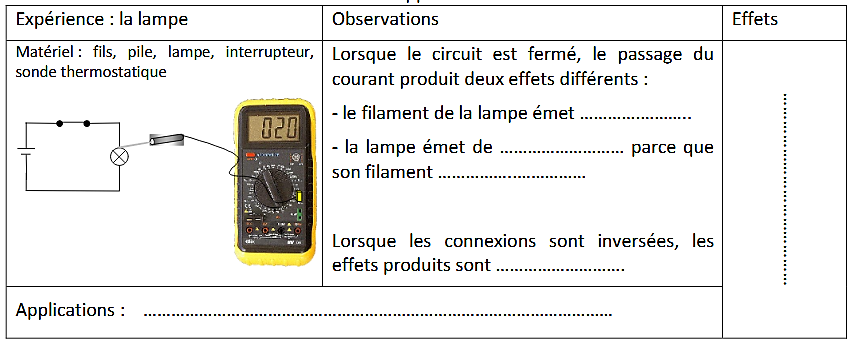 Expérience : la lampe
Observations
Effets
Matériel : fils, pile, lampe, interrupteur,
sonde thermostatique
020
Lorsque le circuit est fermé, le passage du
courant produit deux effets différents :
- le filament de la lampe émet ……………………..
- la lampe émet de ……………………… parce que
son filament ……………………………
Lorsque les connexions sont inversées, les
effets produits sont ……………………….
Applications : ……………………………………………………………………………………………